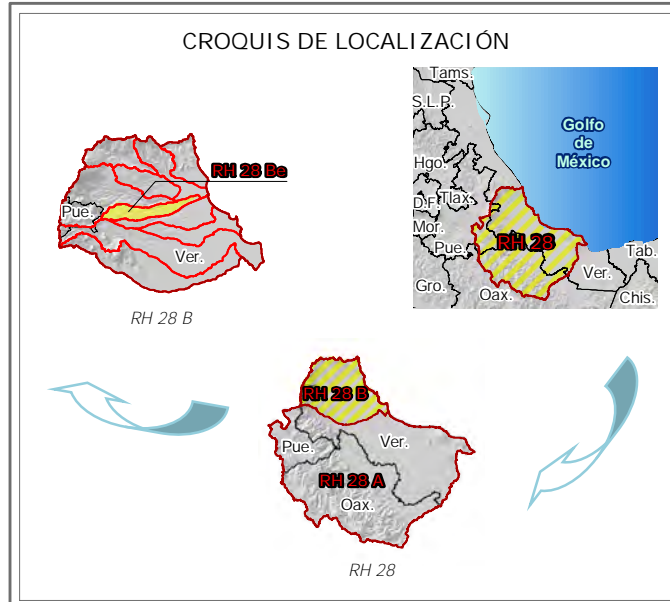 CROQUIS DE LOCALIZACIÓN
RH 28 Be
Pue.
Ver.
RH 28 B
Tams.
S.L.P.
Golfo
de
México
Hgo.
Tlax.
D.F.
Mor.
Pue.
RH 28
Gro.
Oax.
Ver.
Tab.
Chis.
RH 28 B
Pue.
Ver.
RH 28 A
Oax.
RH 28